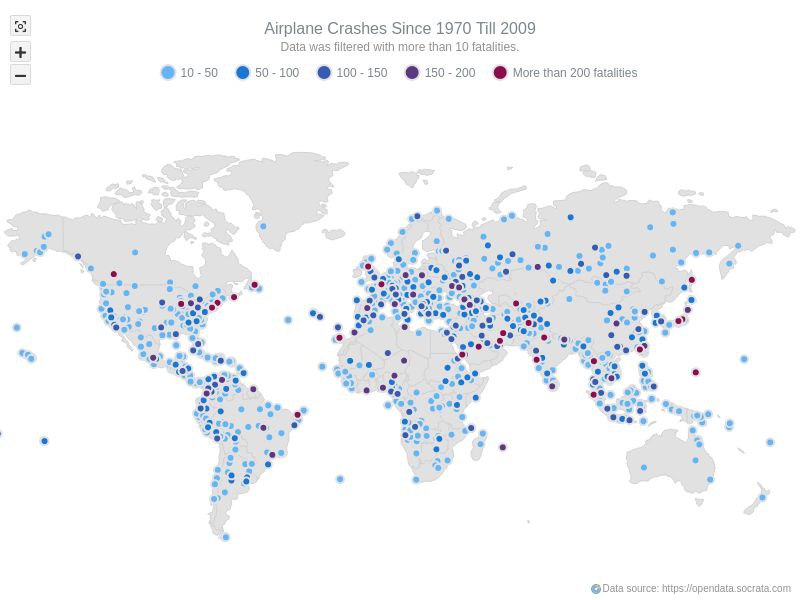 Airplane Crashes Since 1970 Till 2009
Data was filtered with more than 10 fatalities.
10 - 50 50 - 100 100 - 150 150 - 200 More than 200 fatalities
Data source: https://opendata.socrata.com